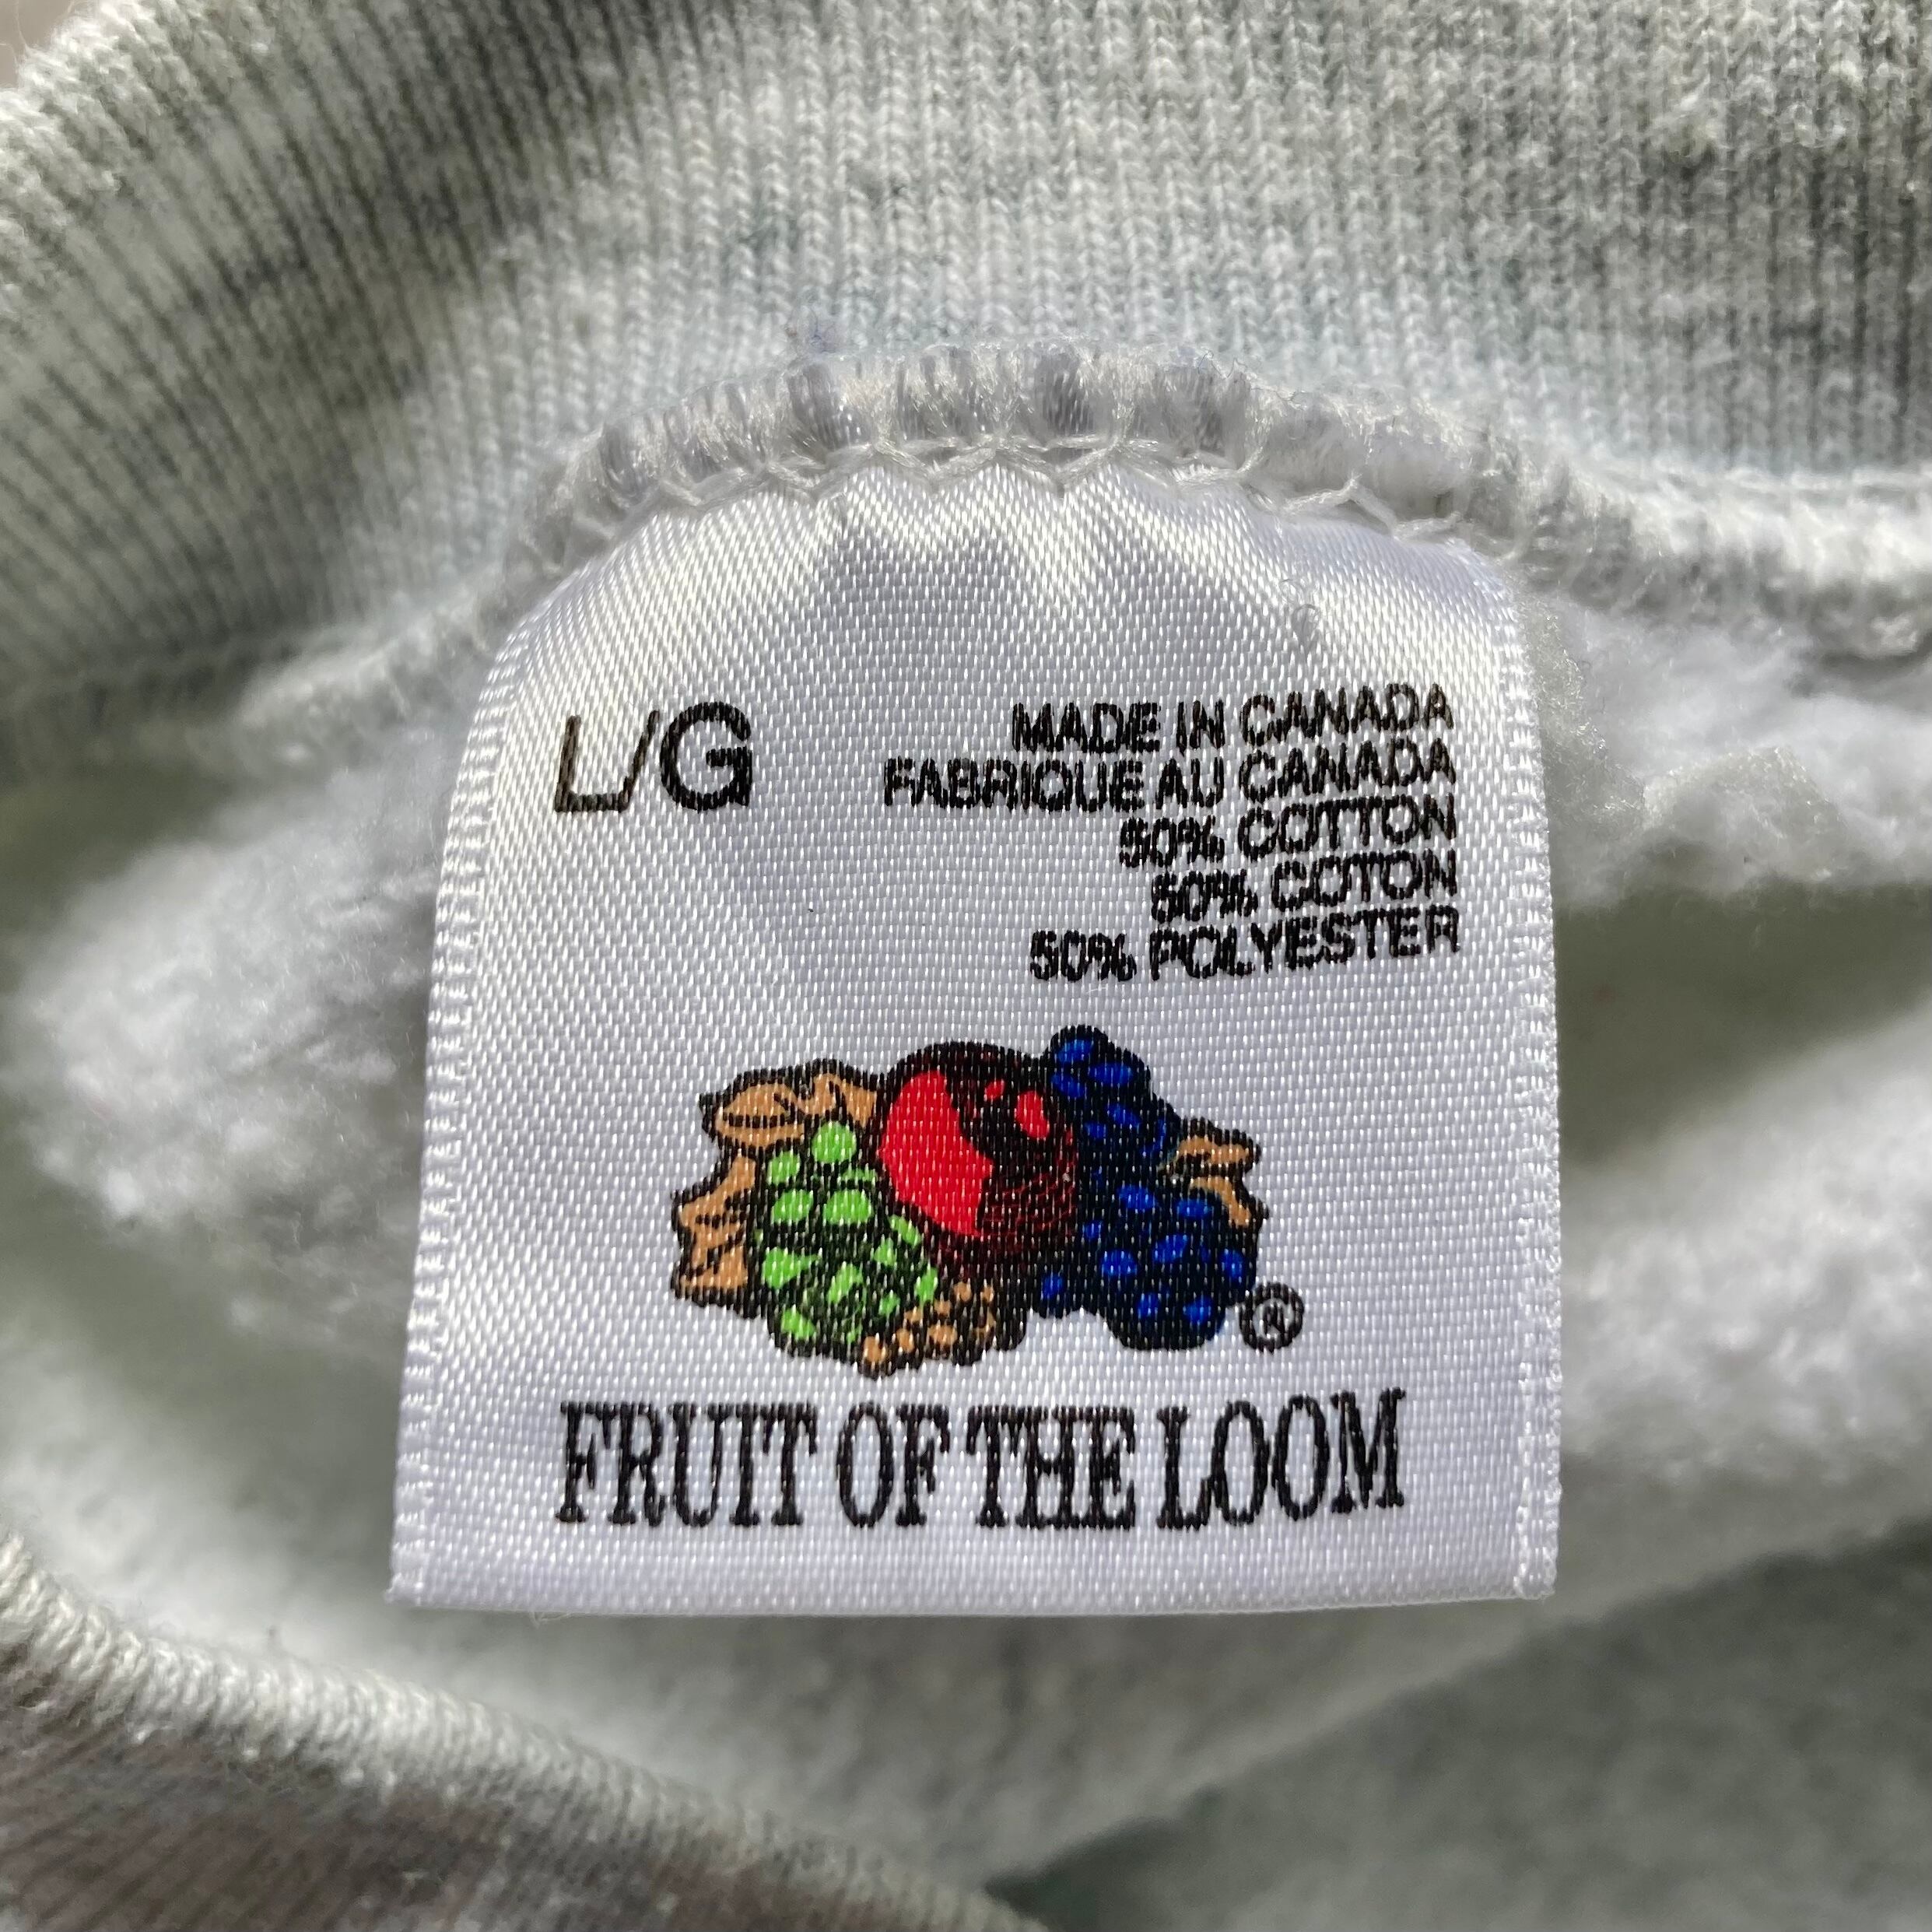 L/G
MADE IN CANADA
FABRIQUE AU CANADA
50% COTTON
50% COTON
50% POLYESTER
®
FRUIT OF THE LOOM